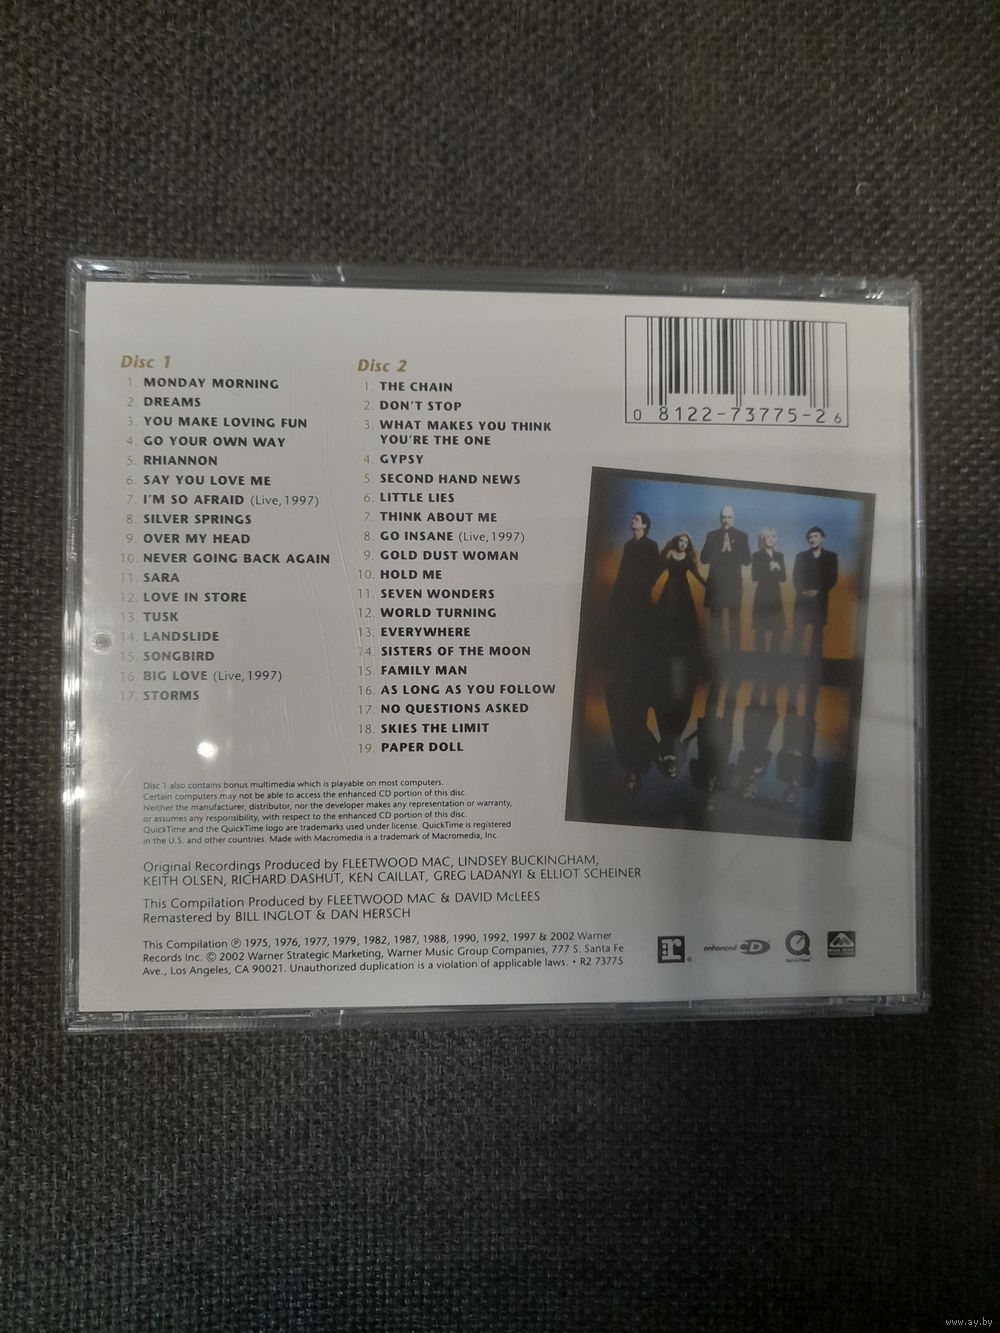 Disc 1
1. MONDAY MORNING
2. DREAMS
3. YOU MAKE LOVING FUN
4. GO YOUR OWN WAY
5. RHIANNON
6. SAY YOU LOVE ME
7. I'M SO AFRAID (Live, 1997)
8. SILVER SPRINGS
9. OVER MY HEAD
10. NEVER GOING BACK AGAIN
11. SARA
12. LOVE IN STORE
13. TUSK
14. LANDSLIDE
15. SONGBIRD
16. BIG LOVE (Live, 1997)
17. STORMS
Disc 2
1. THE CHAIN
2. DON'T STOP
3. WHAT MAKES YOU THINK
YOU'RE THE ONE
4. GYPSY
5. SECOND HAND NEWS
6. LITTLE LIES
7. THINK ABOUT ME
8. GO INSANE (Live, 1997)
9. GOLD DUST WOMAN
10. HOLD ME
11. SEVEN WONDERS
12. WORLD TURNING
13. EVERYWHERE
14. SISTERS OF THE MOON
15. FAMILY MAN
16. AS LONG AS YOU FOLLOW
17. NO QUESTIONS ASKED
18. SKIES THE LIMIT
19. PAPER DOLL
0 8122-73775-2 6
Disc 1 also contains bonus multimedia which is playable on most computers.
Certain computers may not be able to access the enhanced CD portion of this disc.
Neither the manufacturer, distributor, nor the developer makes any representation or warranty,
or assumes any responsibility, with respect to the enhanced CD portion of this disc.
QuickTime and the QuickTime logo are trademarks used under license. QuickTime is registered
in the U.S. and other countries. Made with Macromedia is a trademark of Macromedia, Inc.
Original Recordings Produced by FLEETWOOD MAC, LINDSEY BUCKINGHAM,
KEITH OLSEN, RICHARD DASHUT, KEN CAILLAT, GREG LADANYI & ELLIOT SCHEINER
This Compilation Produced by FLEETWOOD MAC & DAVID McLEES
Remastered by BILL INGLOT & DAN HERSCH
This Compilation ℗ 1975, 1976, 1977, 1979, 1982, 1987, 1988, 1990, 1992, 1997 & 2002 Warner
Records Inc. © 2002 Warner Strategic Marketing, Warner Music Group Companies, 777 S. Santa Fe
Ave., Los Angeles, CA 90021. Unauthorized duplication is a violation of applicable laws. • R2 73775
r ® enhanced CD QuickTime™
www.ay.by